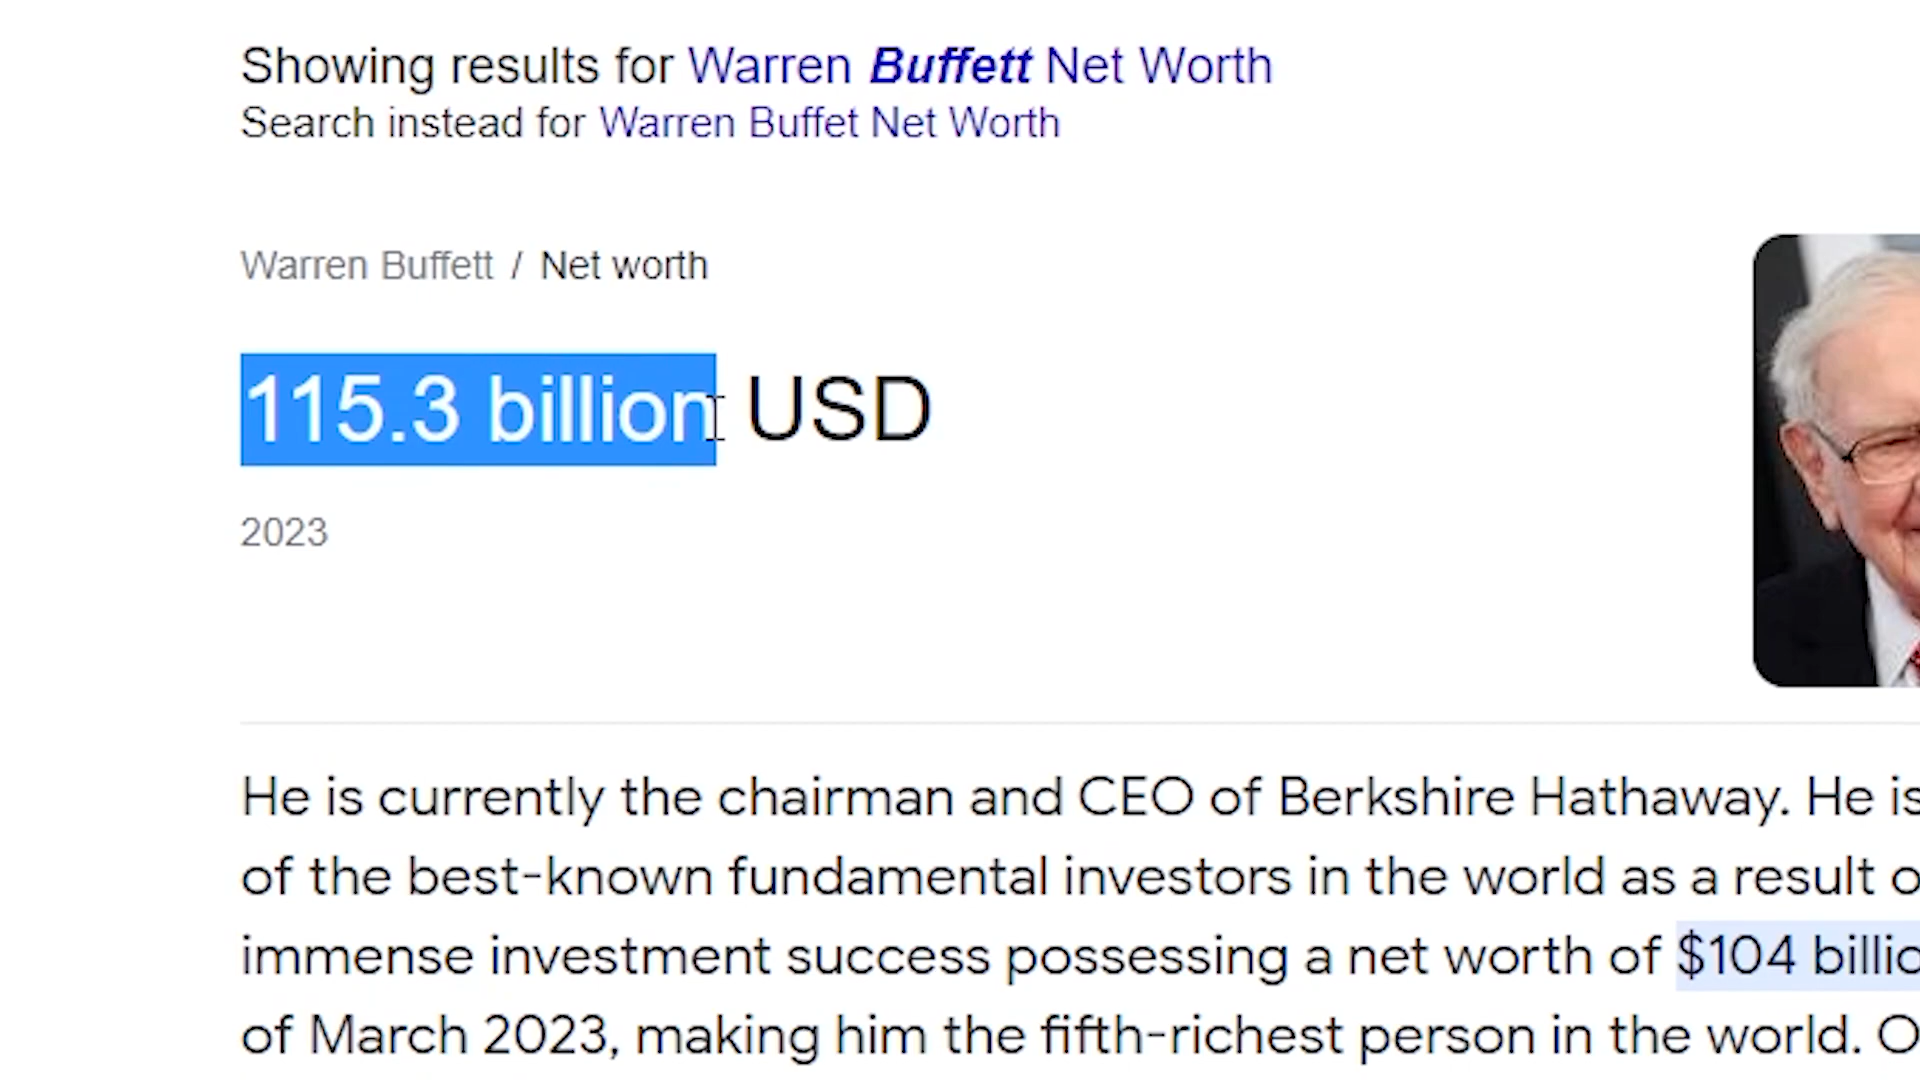 Showing results for Warren Buffett Net Worth
Search instead for Warren Buffet Net Worth
Warren Buffett / Net worth
115.3 billion USD
2023
He is currently the chairman and CEO of Berkshire Hathaway. He is
of the best-known fundamental investors in the world as a result
immense investment success possessing a net worth of $104
of March 2023, making him the fifth-richest person in the world.